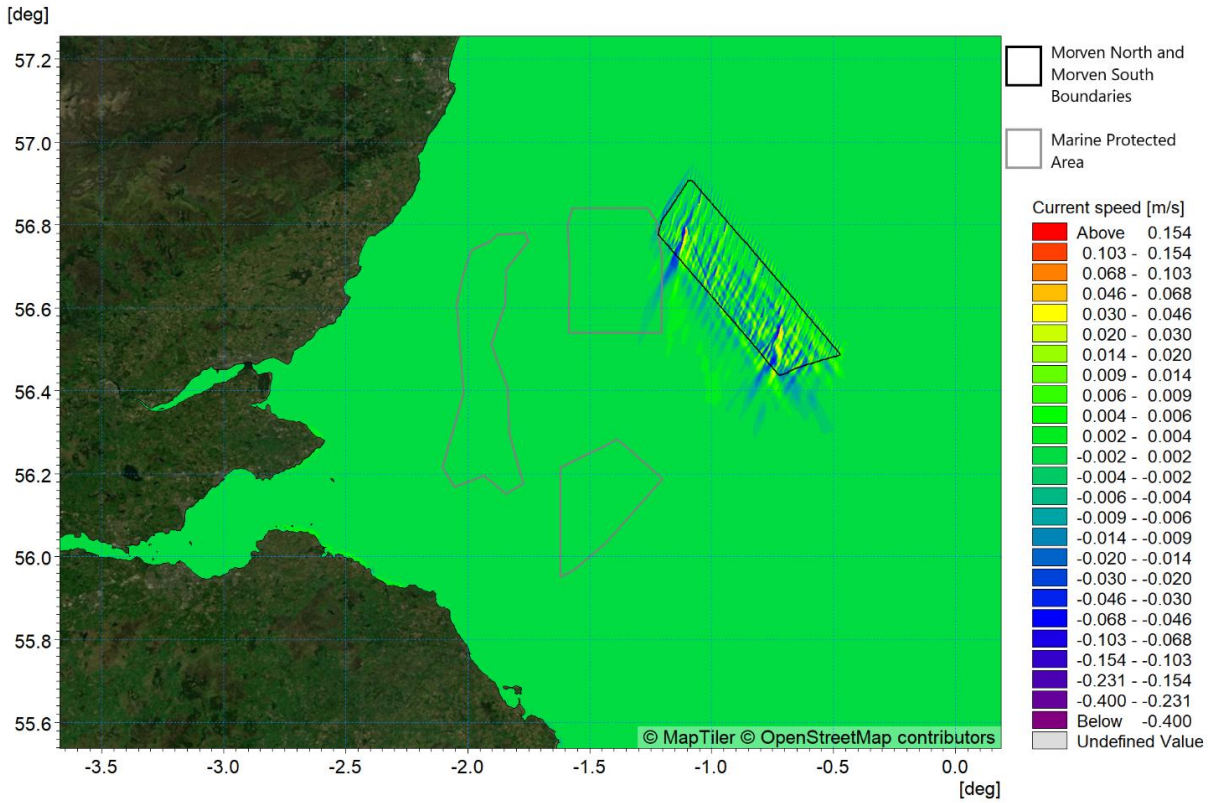 [deg]
57.2
57.0
56.8
56.6
56.4
56.2
56.0
55.8
55.6
-3.5 -3.0 -2.5 -2.0 -1.5 -1.0 -0.5 0.0
[deg]
© MapTiler © OpenStreetMap contributors
Morven North and
Morven South
Boundaries
Marine Protected
Area
Current speed [m/s]
Above 0.154
0.103 - 0.154
0.068 - 0.103
0.046 - 0.068
0.030 - 0.046
0.020 - 0.030
0.014 - 0.020
0.009 - 0.014
0.006 - 0.009
0.004 - 0.006
0.002 - 0.004
-0.002 - 0.002
-0.004 - -0.002
-0.006 - -0.004
-0.009 - -0.006
-0.014 - -0.009
-0.020 - -0.014
-0.030 - -0.020
-0.046 - -0.030
-0.068 - -0.046
-0.103 - -0.068
-0.154 - -0.103
-0.231 - -0.154
-0.400 - -0.231
Below -0.400
Undefined Value